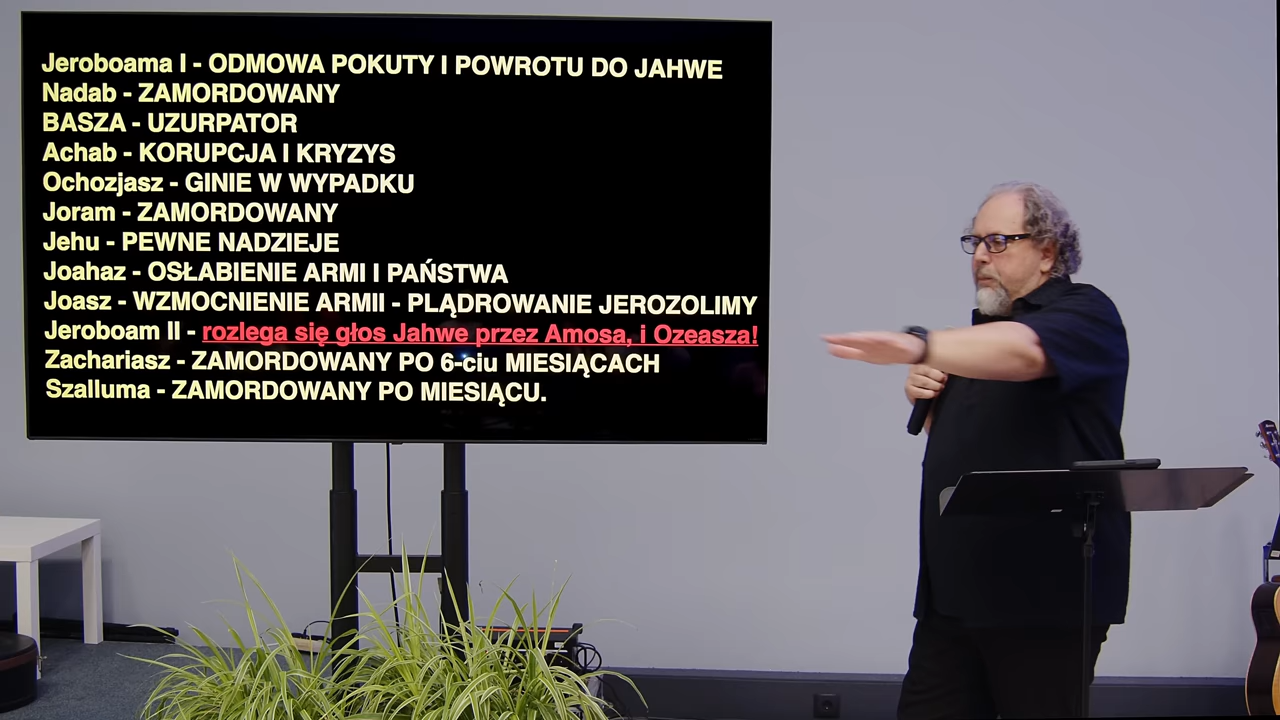 Jeroboama I - ODMOWA POKUTY I POWROTU DO JAHWE
Nadab - ZAMORDOWANY
BASZA - UZURPATOR
Achab - KORUPCJA I KRYZYS
Ochozjasz - GINIE W WYPADKU
Joram - ZAMORDOWANY
Jehu - PEWNE NADZIEJE
Joahaz - OSŁABIENIE ARMI I PAŃSTWA
Joasz - WZMOCNIENIE ARMII - PLĄDROWANIE JEROZOLIMY
Jeroboam II - rozlega się głos Jahwe przez Amosa, i Ozeasza!
Zachariasz - ZAMORDOWANY PO 6-ciu MIESIĄCACH
Szalluma - ZAMORDOWANY PO MIESIĄCU.